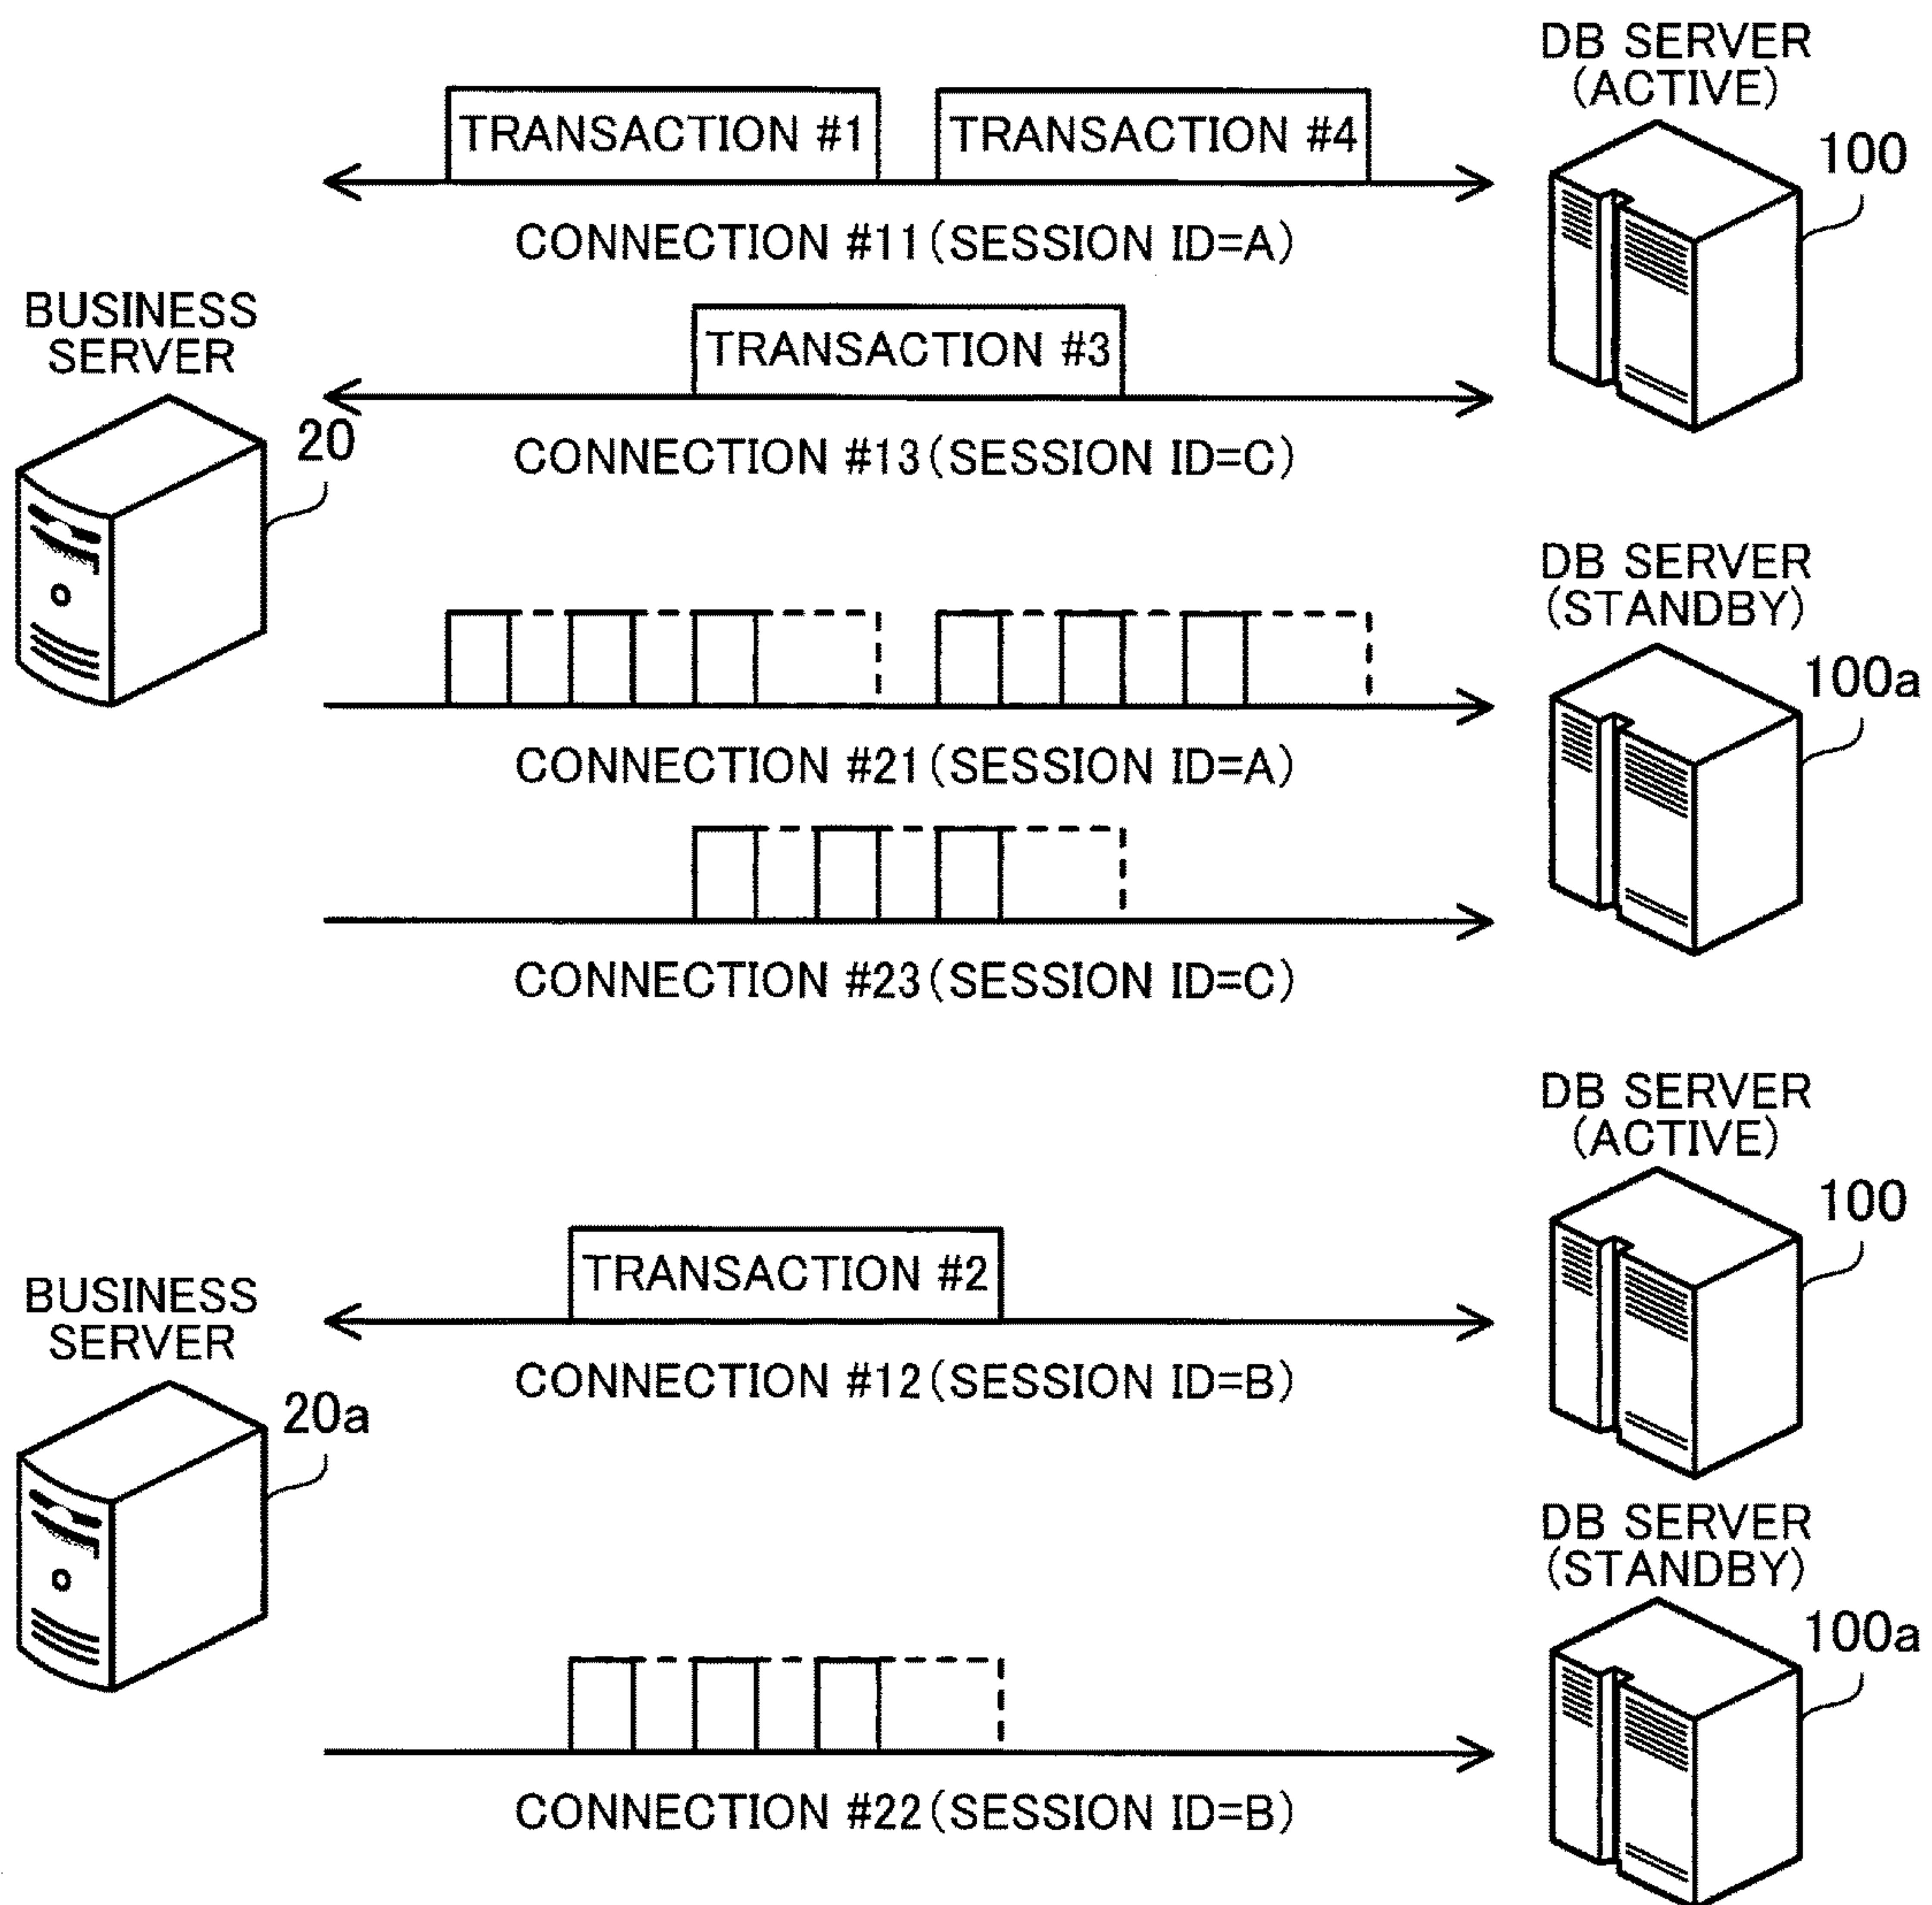 DB SERVER
(ACTIVE)
100
TRANSACTION #1
TRANSACTION #4
CONNECTION #11(SESSION ID=A)
BUSINESS
SERVER
20
TRANSACTION #3
CONNECTION #13(SESSION ID=C)
DB SERVER
(STANDBY)
100a
CONNECTION #21(SESSION ID=A)
CONNECTION #23(SESSION ID=C)
DB SERVER
(ACTIVE)
100
BUSINESS
SERVER
20a
TRANSACTION #2
CONNECTION #12(SESSION ID=B)
DB SERVER
(STANDBY)
100a
CONNECTION #22(SESSION ID=B)